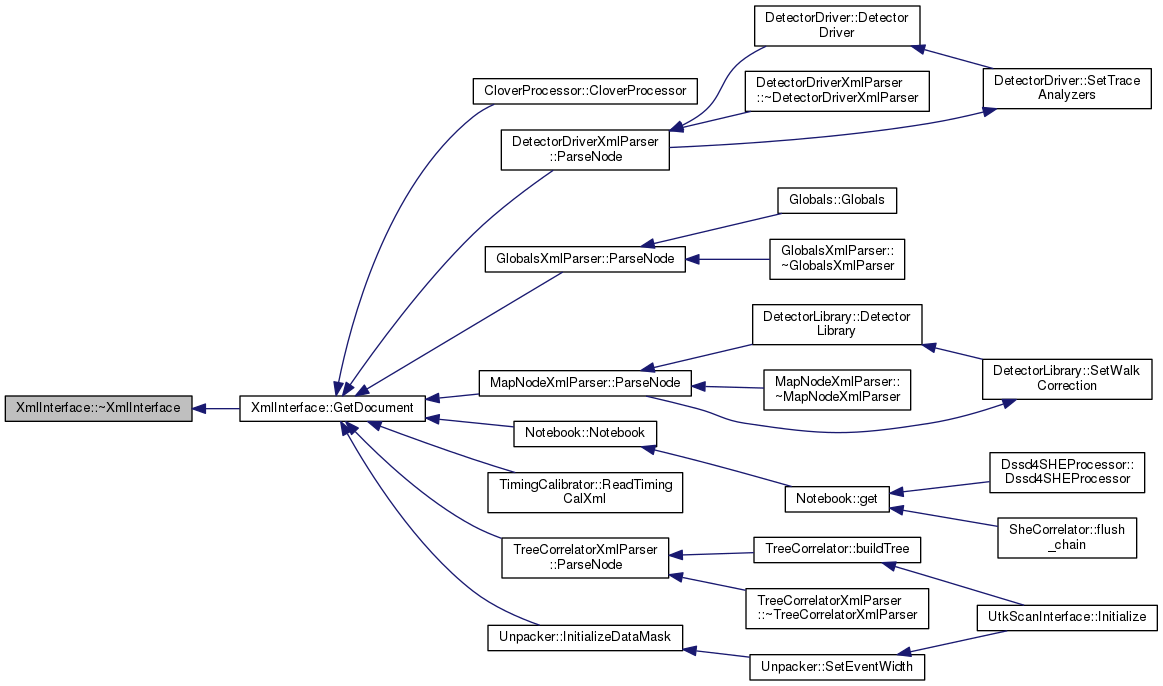 DetectorDriver::Detector
Driver
DetectorDriverXmlParser
::~DetectorDriverXmlParser
DetectorDriver::SetTrace
Analyzers
CloverProcessor::CloverProcessor
DetectorDriverXmlParser
::ParseNode
Globals::Globals
GlobalsXmlParser::ParseNode
GlobalsXmlParser::
~GlobalsXmlParser
DetectorLibrary::Detector
Library
DetectorLibrary::SetWalk
Correction
MapNodeXmlParser::ParseNode
MapNodeXmlParser::
~MapNodeXmlParser
XmlInterface::~XmlInterface
XmlInterface::GetDocument
Notebook::Notebook
TimingCalibrator::ReadTiming
CalXml
Notebook::get
Dssd4SHEProcessor::
Dssd4SHEProcessor
SheCorrelator::flush
_chain
TreeCorrelatorXmlParser
::ParseNode
TreeCorrelator::buildTree
TreeCorrelatorXmlParser
::~TreeCorrelatorXmlParser
UtkScanInterface::Initialize
Unpacker::InitializeDataMask
Unpacker::SetEventWidth